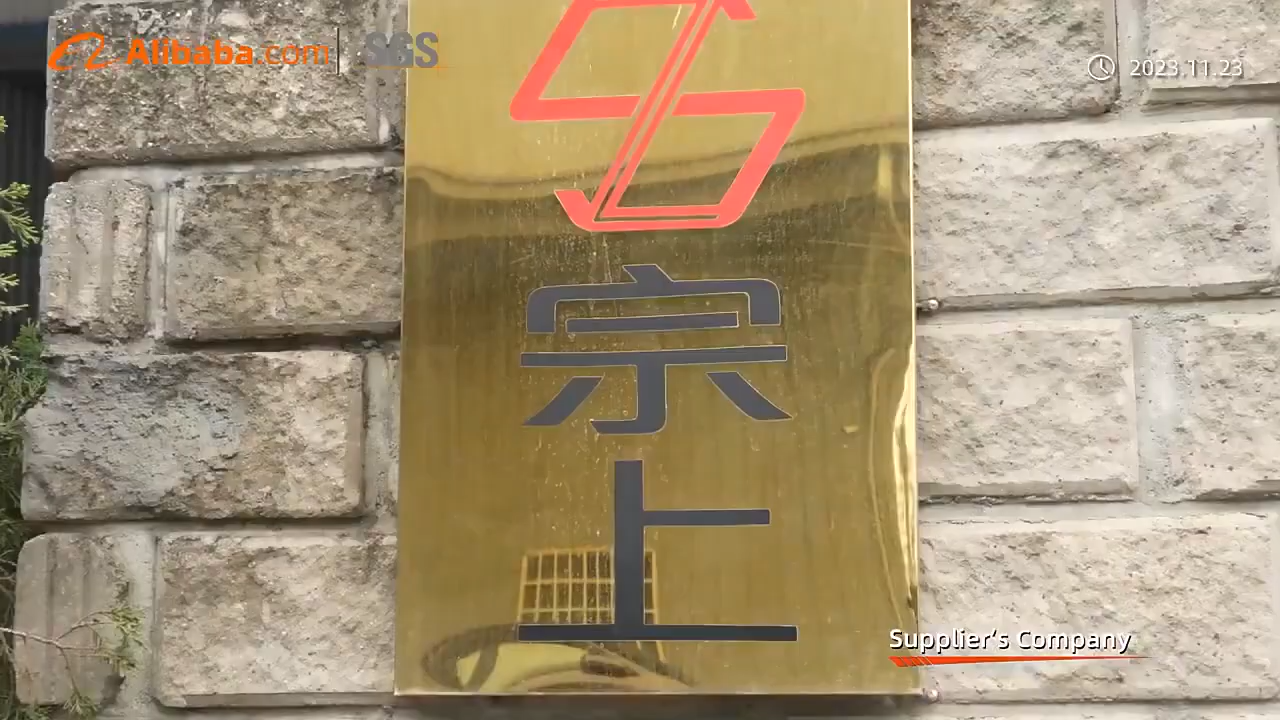 Alibaba.com | SGS
2023.11.23
宗
上
Supplier's Company